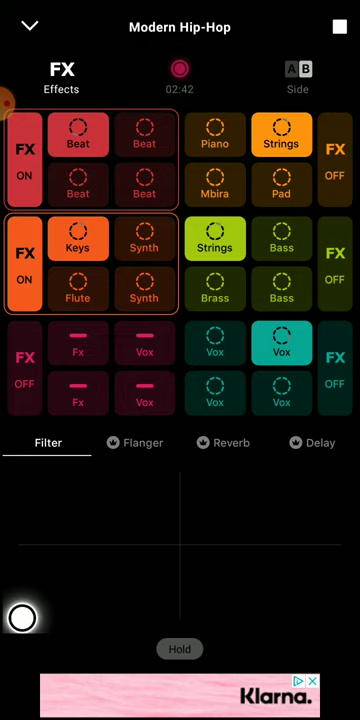 Modern Hip-Hop
FX
Effects
02:42
A B
Side
FX
ON
Beat
Beat
Beat
Beat
Piano
Strings
Mbira
Pad
FX
OFF
FX
ON
Keys
Synth
Flute
Synth
Strings
Bass
Brass
Bass
FX
OFF
FX
OFF
Fx
Vox
Fx
Vox
Vox
Vox
Vox
Vox
FX
OFF
Filter
Flanger
Reverb
Delay
Hold
Klarna.